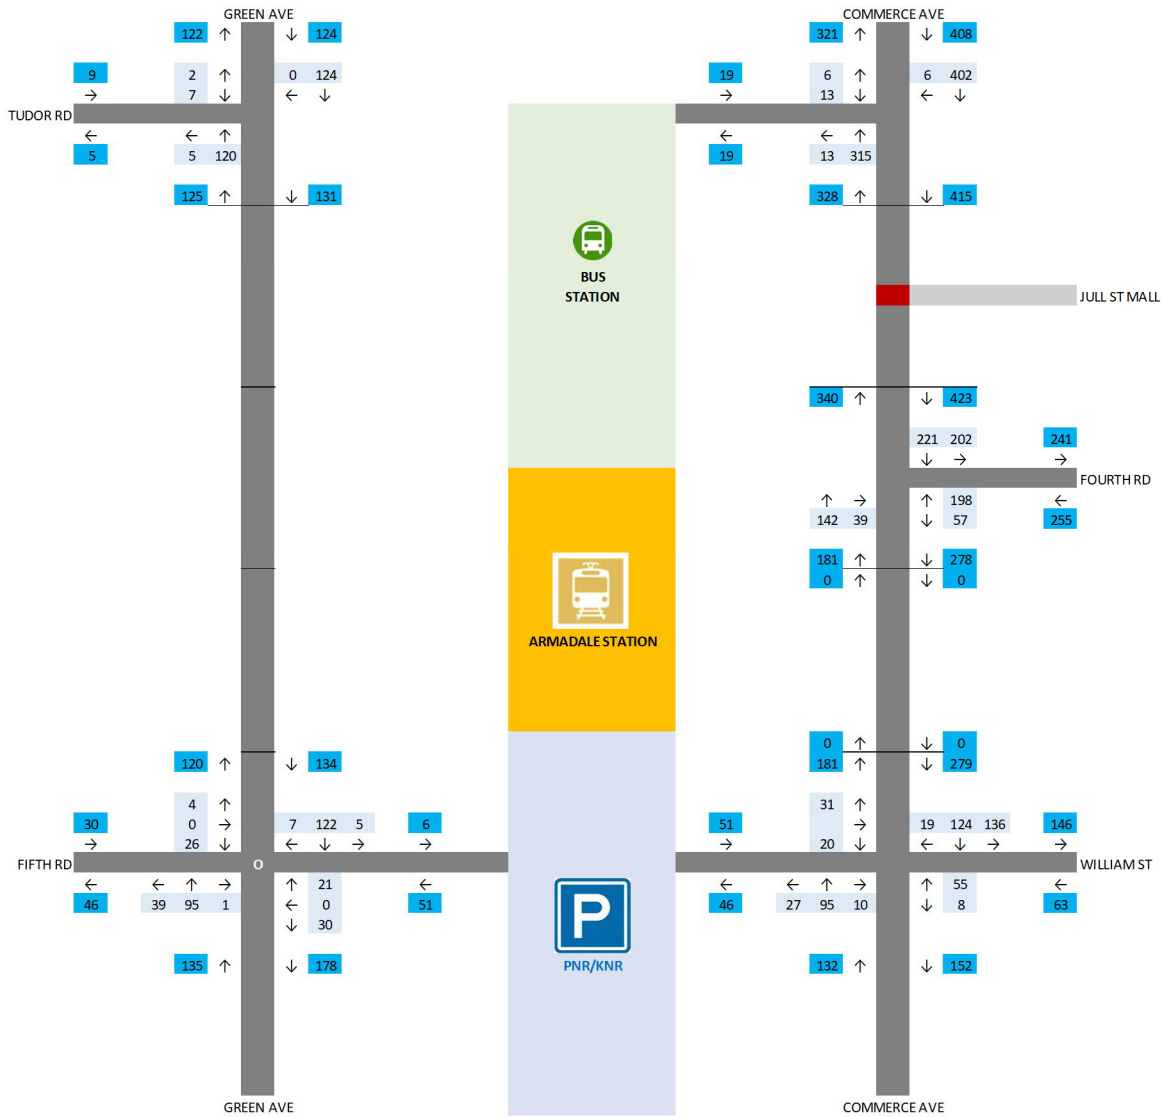 GREEN AVE COMMERCE AVE
122 ↑ ↓ 124 321 ↑ ↓ 408
9 2 ↑ 0 124 19 6 ↑ 6 402
→ 7 ↓ ← ↓ → 13 ↓ ← ↓
TUDOR RD
← ← ↑ ← ← ↑
5 5 120 19 13 315
125 ↑ ↓ 131 328 ↑ ↓ 415
BUS
STATION
JULL ST MALL
340 ↑ ↓ 423
221 202 241
↓ → →
FOURTH RD
↑ → ↑ 198 ←
142 39 ↓ 57 255
181 ↑ ↓ 278
0 ↑ ↓ 0
ARMADALE STATION
0 ↑ ↓ 0
120 ↑ ↓ 134 181 ↑ ↓ 279
4 ↑ 31 ↑
30 0 → 7 122 5 6 51 → 19 124 136 146
→ 26 ↓ ← ↓ → → → 20 ↓ ← ↓ → →
FIFTH RD O WILLIAM ST
← ← ↑ → ↑ 21 ← ← ← ↑ → ↑ 55 ←
46 39 95 1 ← 0 51 46 27 95 10 ↓ 8 63
↓ 30
P
135 ↑ ↓ 178 PNR/KNR 132 ↑ ↓ 152
GREEN AVE COMMERCE AVE